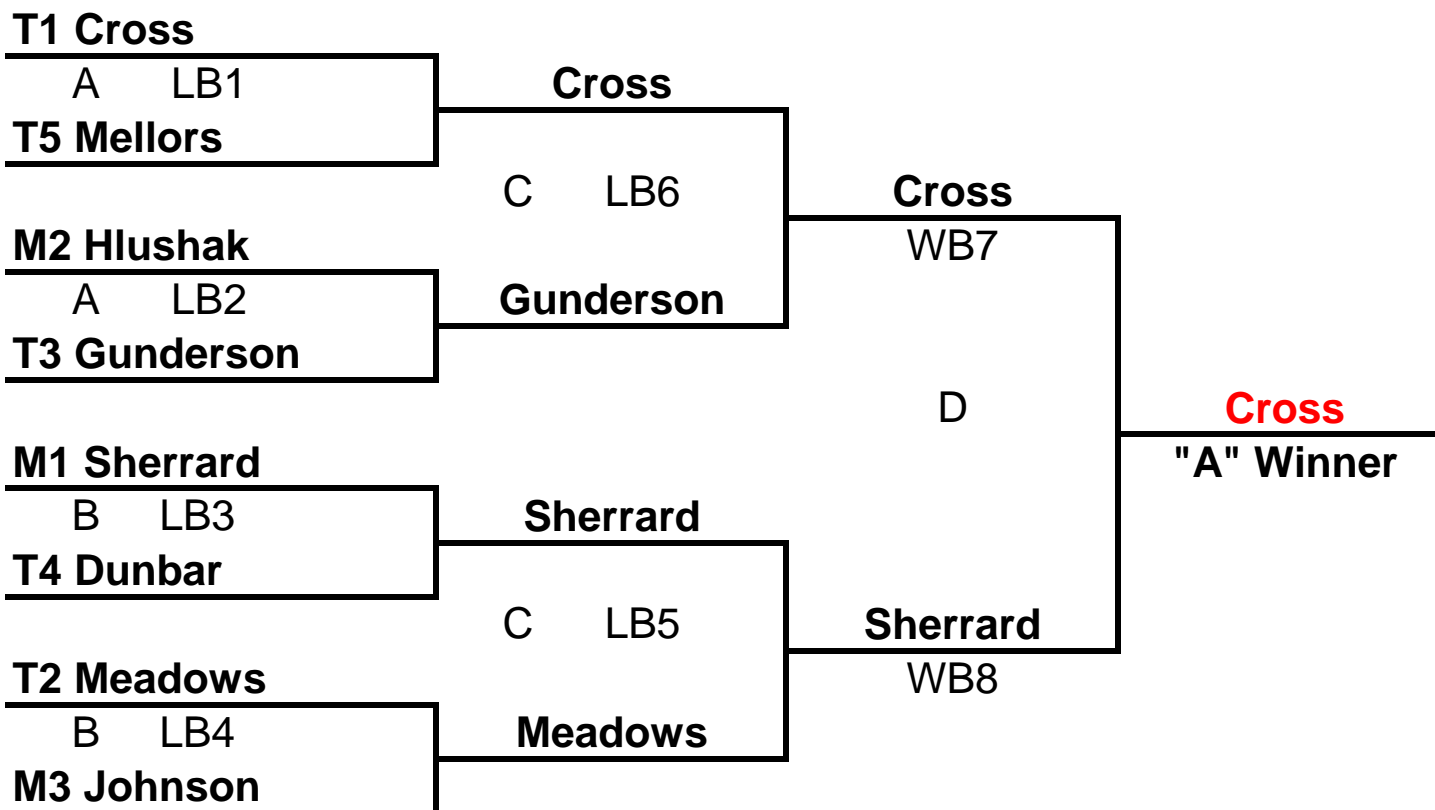 T1 Cross
A LB1
Cross
T5 Mellors
C LB6
Cross
M2 Hlushak
WB7
A LB2
Gunderson
T3 Gunderson
D
Cross
M1 Sherrard
"A" Winner
B LB3
Sherrard
T4 Dunbar
C LB5
Sherrard
T2 Meadows
WB8
B LB4
Meadows
M3 Johnson